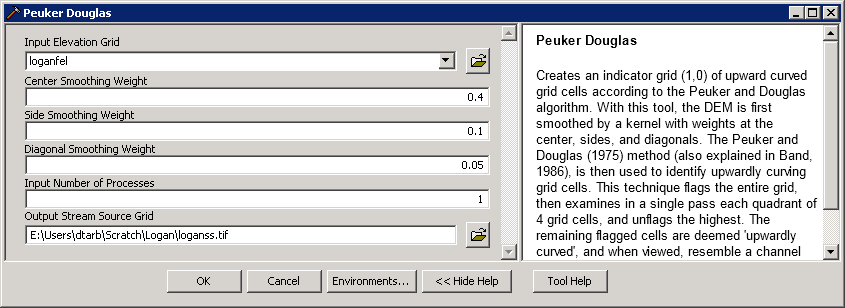 Peuker Douglas
Input Elevation Grid
loganfel
Center Smoothing Weight
0.4
Side Smoothing Weight
0.1
Diagonal Smoothing Weight
0.05
Input Number of Processes
1
Output Stream Source Grid
E:\Users\dtarb\Scratch\Logan\loganss.tif
Peuker Douglas
Creates an indicator grid (1,0) of upward curved
grid cells according to the Peuker and Douglas
algorithm. With this tool, the DEM is first
smoothed by a kernel with weights at the
center, sides, and diagonals. The Peuker and
Douglas (1975) method (also explained in Band,
1986), is then used to identify upwardly curving
grid cells. This technique flags the entire grid,
then examines in a single pass each quadrant of
4 grid cells, and unflags the highest. The
remaining flagged cells are deemed 'upwardly
curved', and when viewed, resemble a channel
OK
Cancel
Environments...
<< Hide Help
Tool Help